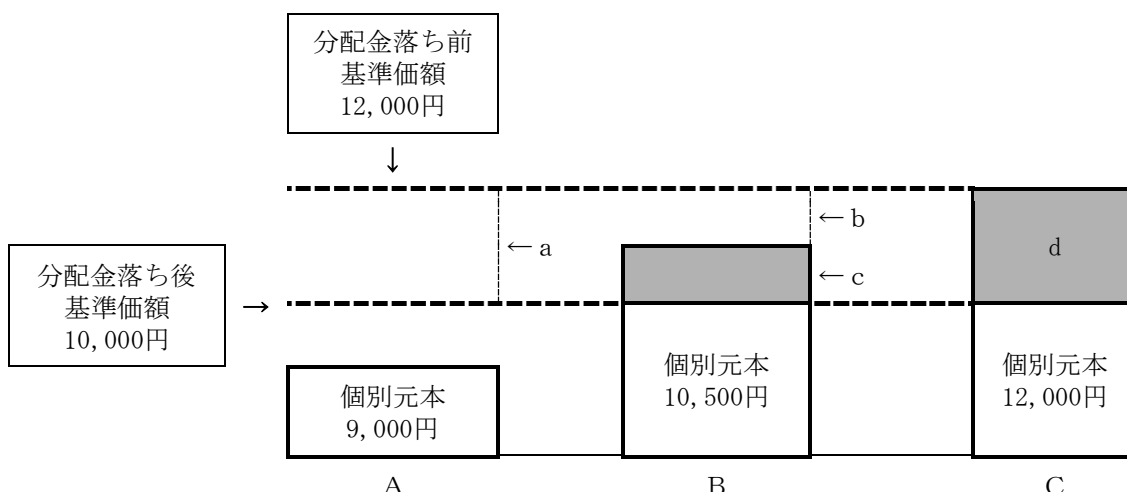 分配金落ち前
基準価額
12,000円
↓
←a
←b
←c
d
分配金落ち後
基準価額
10,000円
→
個別元本
9,000円
個別元本
10,500円
個別元本
12,000円
A
B
C